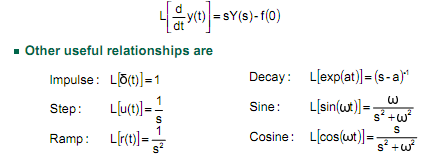 L[d/dt y(t)] = sY(s)-f(0)
▪ Other useful relationships are
Impulse: L[δ(t)]=1
Step: L[u(t)]=1/s
Ramp: L[r(t)]=1/s²
Decay: L[exp(at)]=(s-a)⁻¹
Sine: L[sin(ωt)]=ω/(s²+ω²)
Cosine: L[cos(ωt)]=s/(s²+ω²)